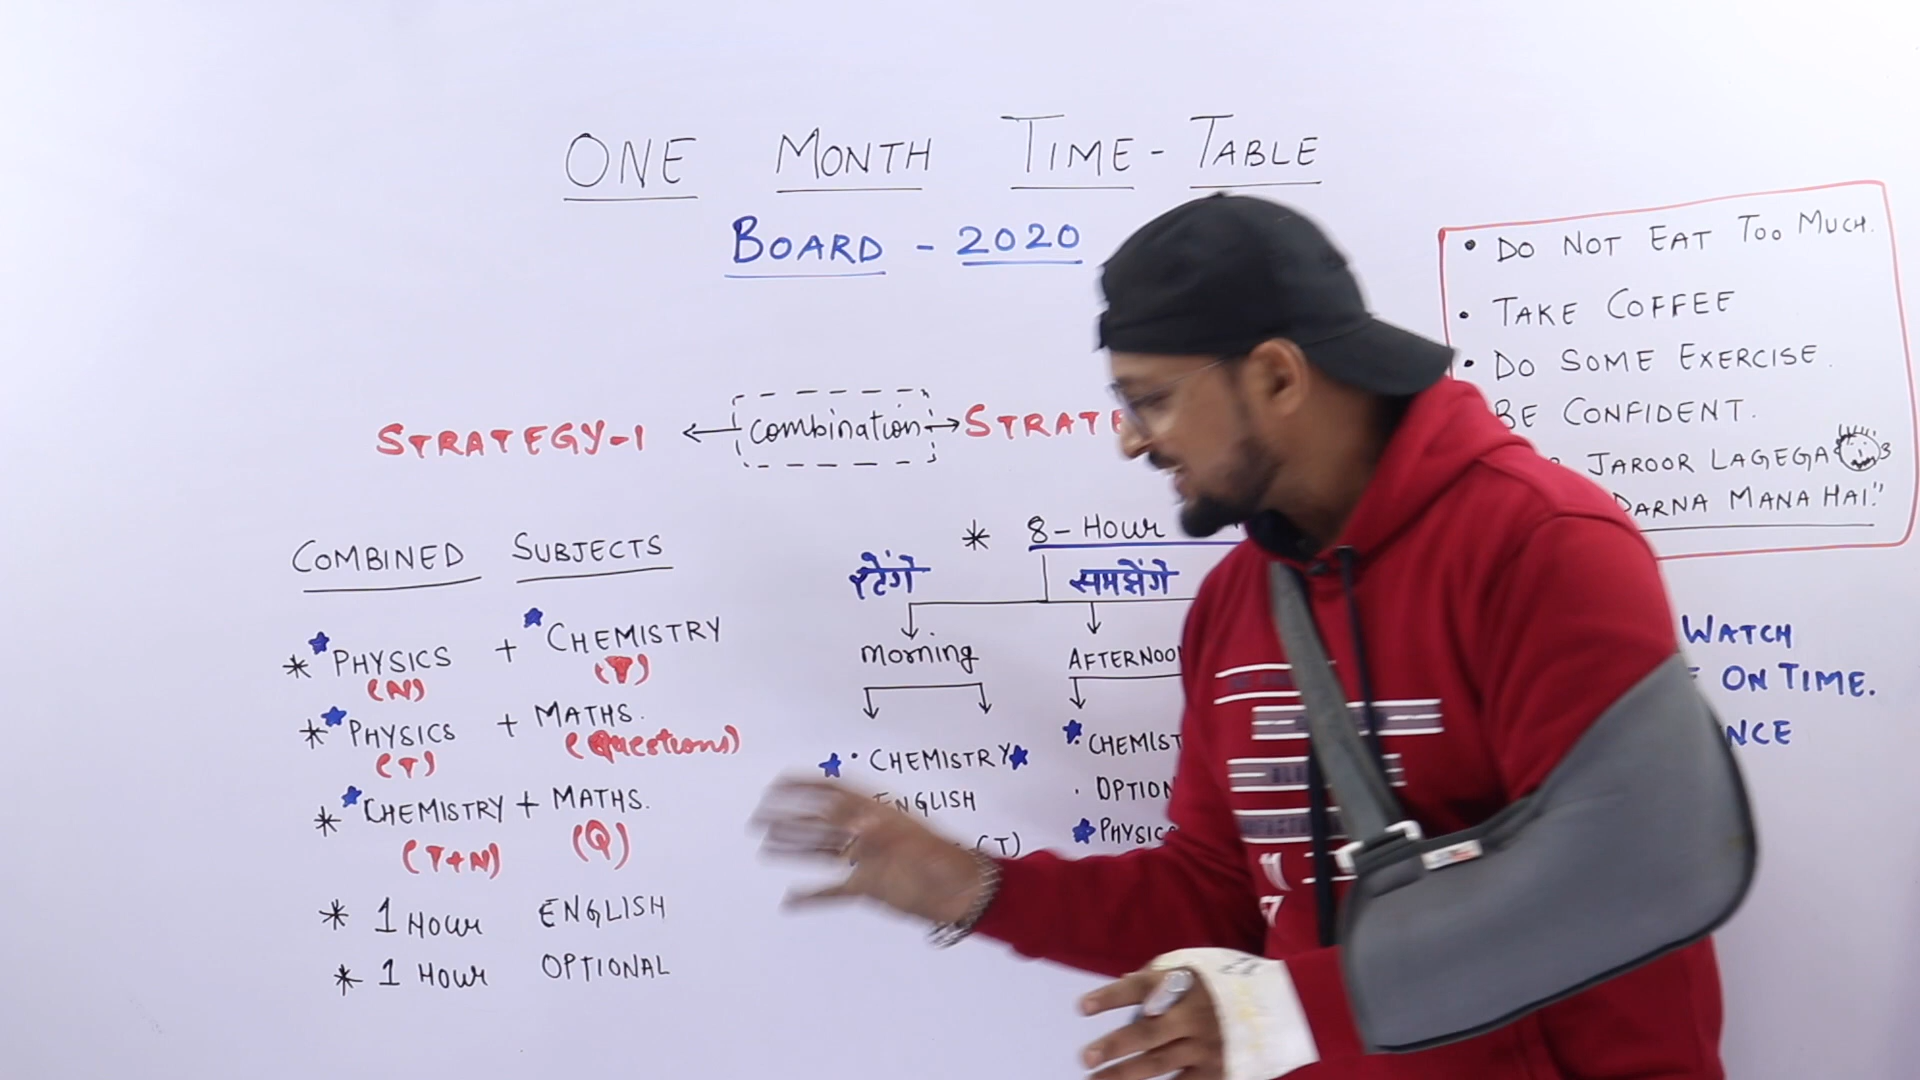 ONE MONTH TIME-TABLE
BOARD - 2020
STRATEGY-1 combination STRATE
COMBINED SUBJECTS
* PHYSICS + CHEMISTRY
(N) (T)
* PHYSICS + MATHS.
(T) (Questions)
* CHEMISTRY + MATHS.
(T+N) (Q)
* 1 HOUR ENGLISH
* 1 HOUR OPTIONAL
* 8-HOUR
रटेंगे समझेंगे
morning AFTERNOO
• CHEMISTRY
ENGLISH
(T)
• CHEMIST
• OPTION
PHYSIC
• DO NOT EAT TOO MUCH.
• TAKE COFFEE
• DO SOME EXERCISE.
BE CONFIDENT.
JAROOR LAGEGA
DARNA MANA HAI."
WATCH
ON TIME.
NCE